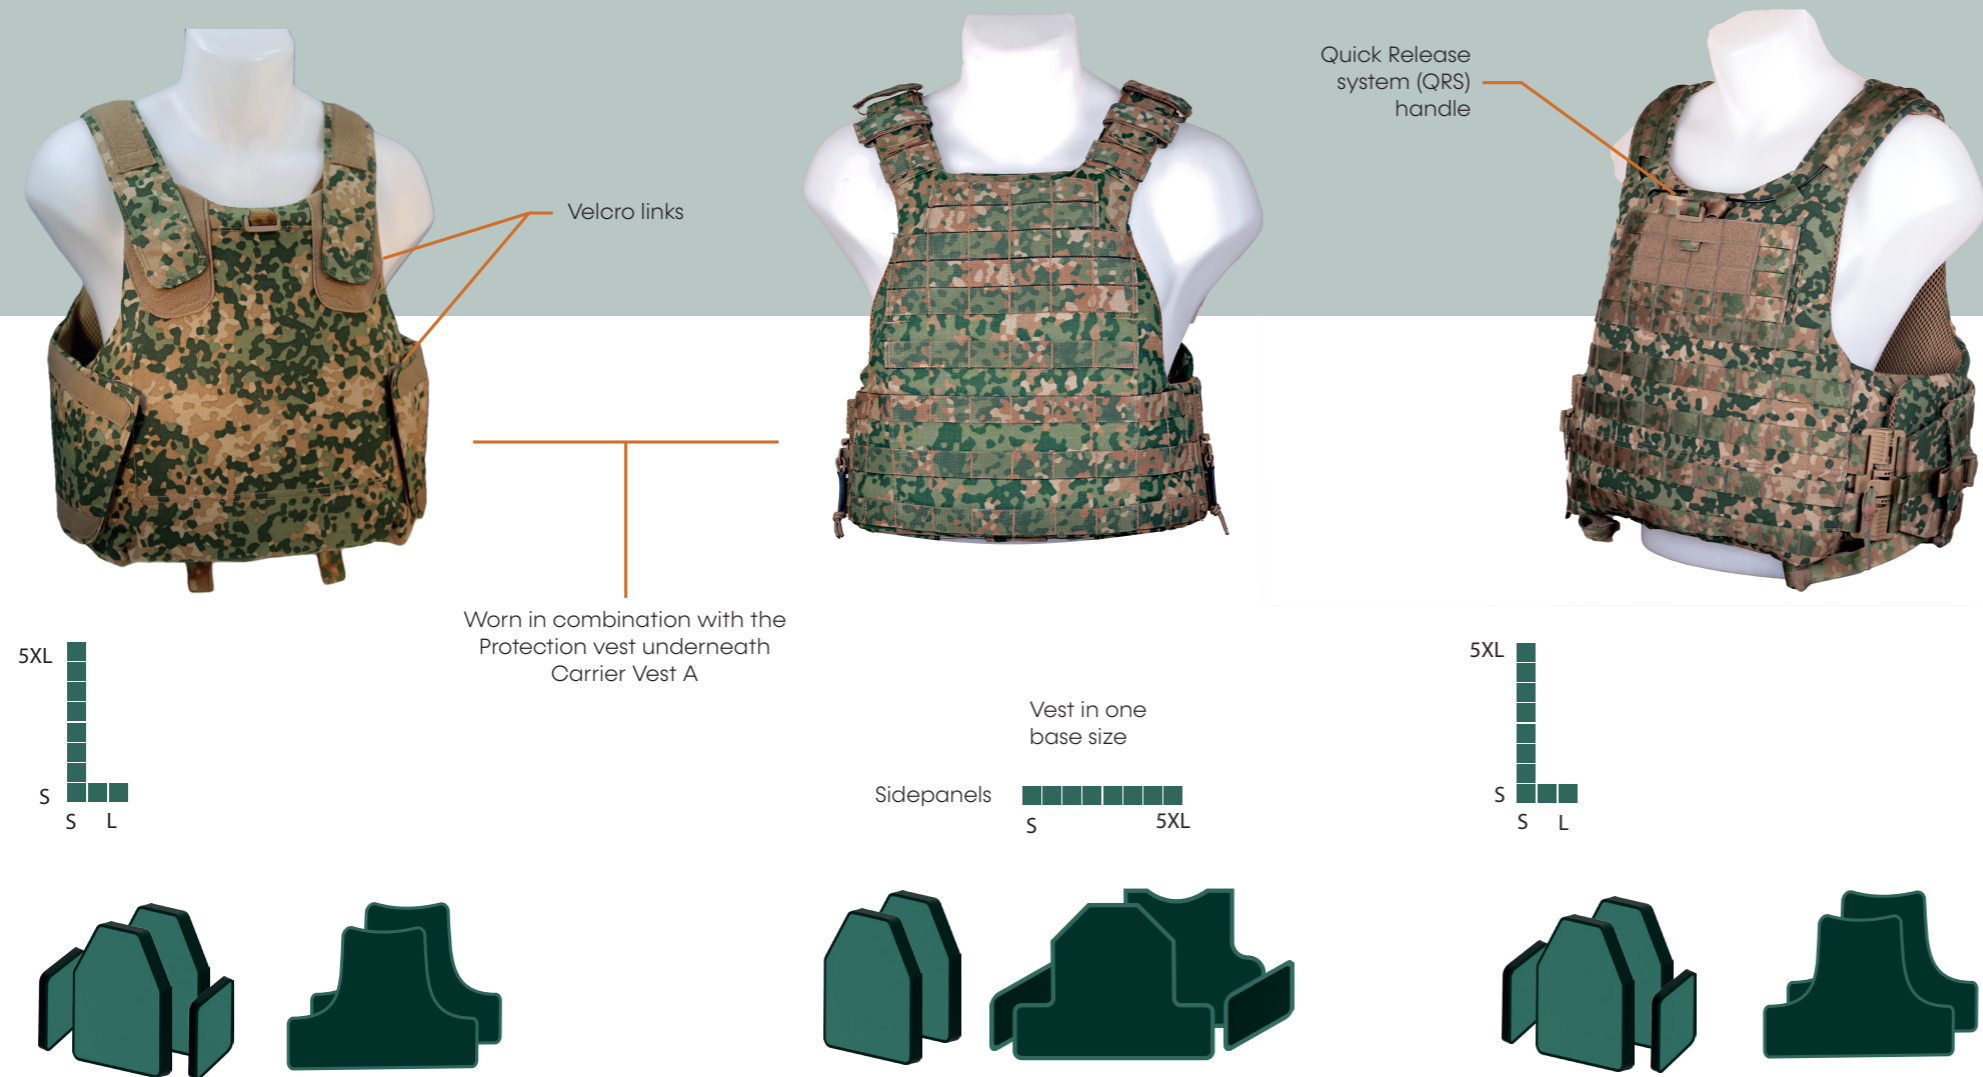 Quick Release
system (QRS)
handle
Velcro links
Worn in combination with the
Protection vest underneath
Carrier Vest A
5XL
S
S L
Vest in one
base size
Sidepanels
S 5XL
5XL
S
S L